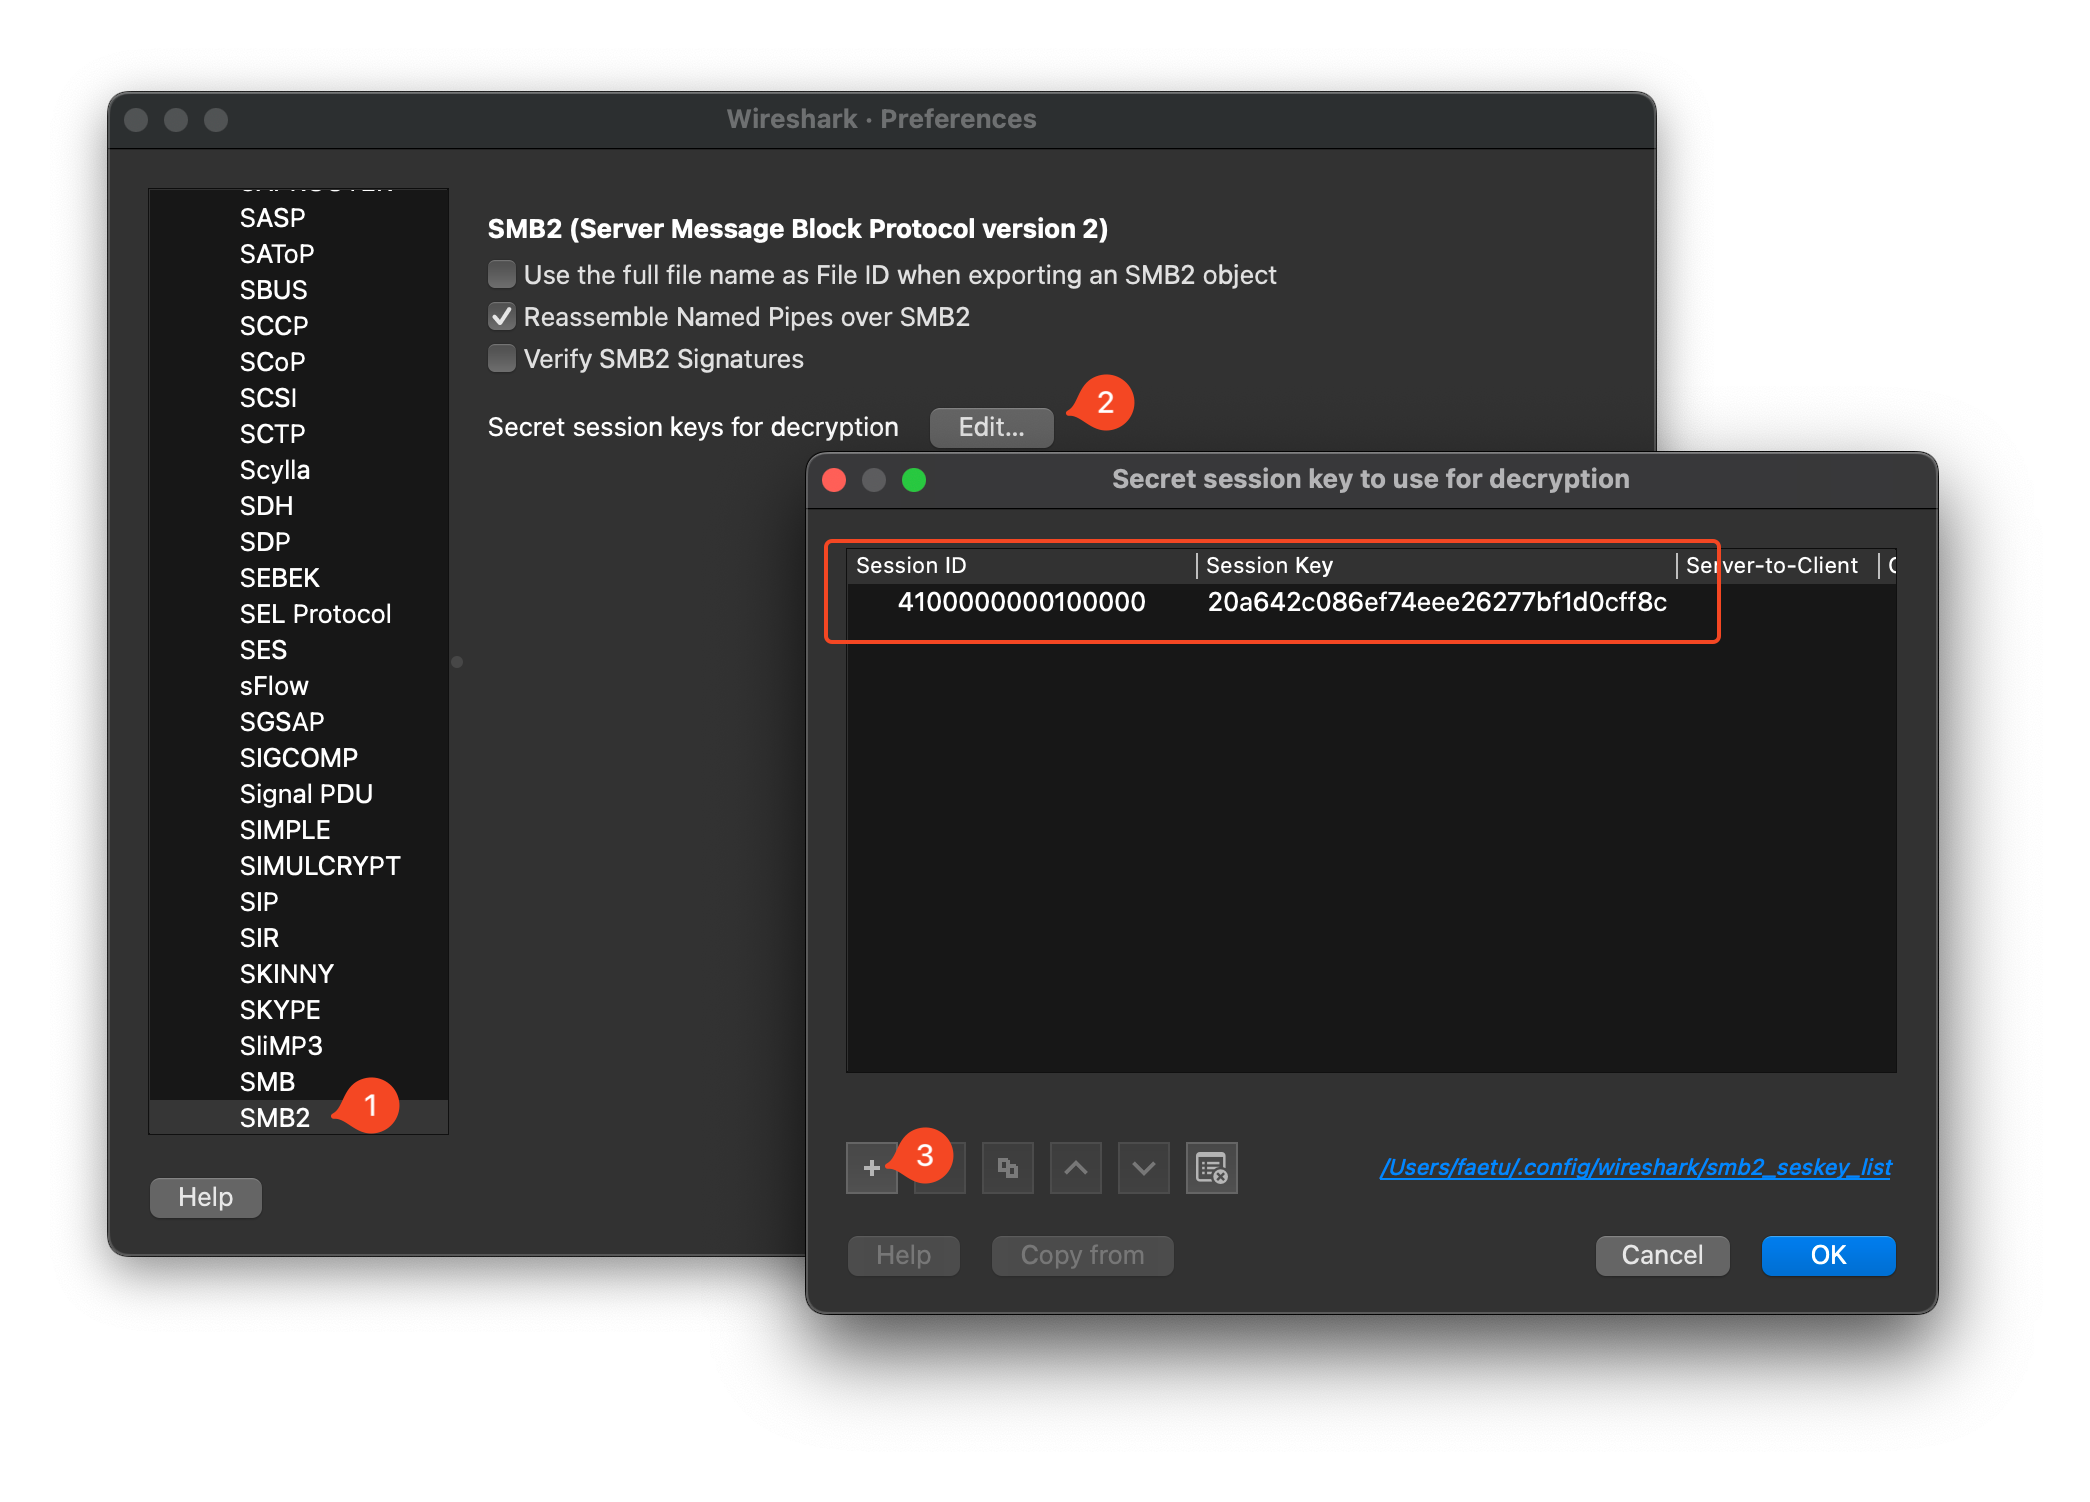 Wireshark · Preferences
SASP
SAToP
SBUS
SCCP
SCoP
SCSI
SCTP
Scylla
SDH
SDP
SEBEK
SEL Protocol
SES
sFlow
SGSAP
SIGCOMP
Signal PDU
SIMPLE
SIMULCRYPT
SIP
SIR
SKINNY
SKYPE
SliMP3
SMB
SMB2
1
Help
SMB2 (Server Message Block Protocol version 2)
Use the full file name as File ID when exporting an SMB2 object
Reassemble Named Pipes over SMB2
Verify SMB2 Signatures
Secret session keys for decryption Edit...
2
Secret session key to use for decryption
Session ID Session Key Server-to-Client
4100000000100000 20a642c086ef74eee26277bf1d0cff8c
+ 3
/Users/faetu/.config/wireshark/smb2_seskey_list
Help Copy from Cancel OK